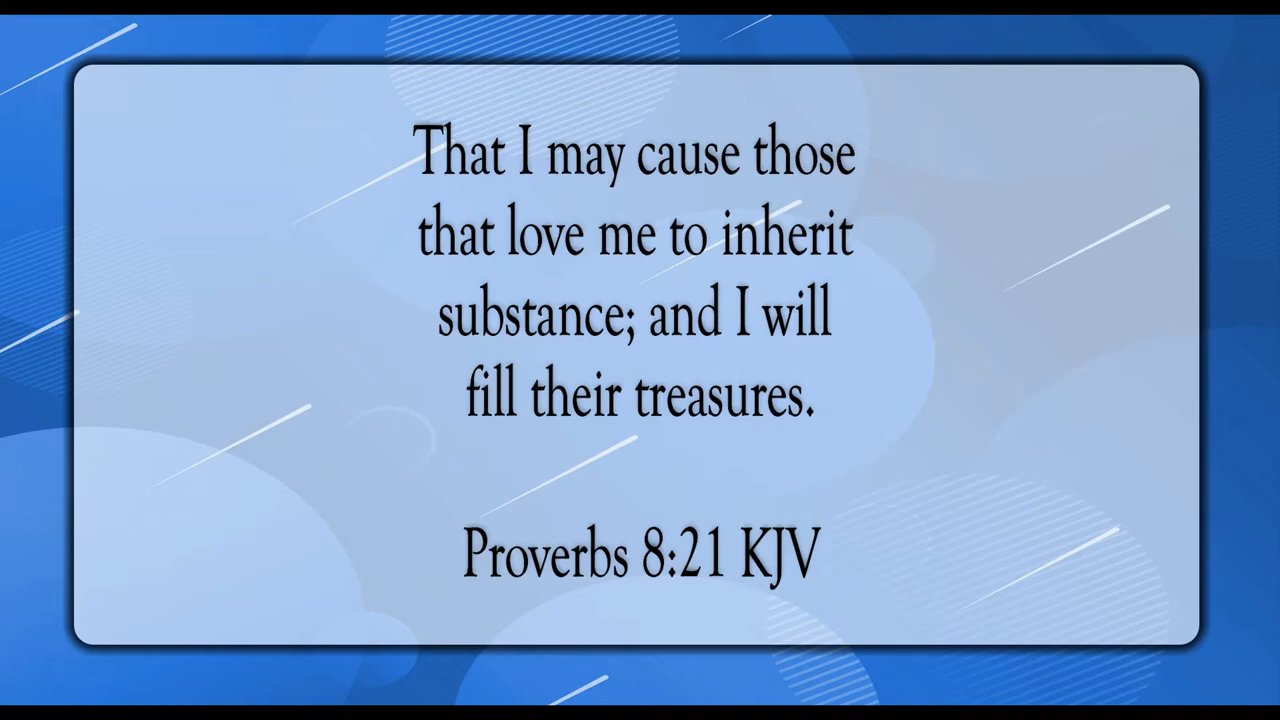 That I may cause those
that love me to inherit
substance; and I will
fill their treasures.
Proverbs 8:21 KJV